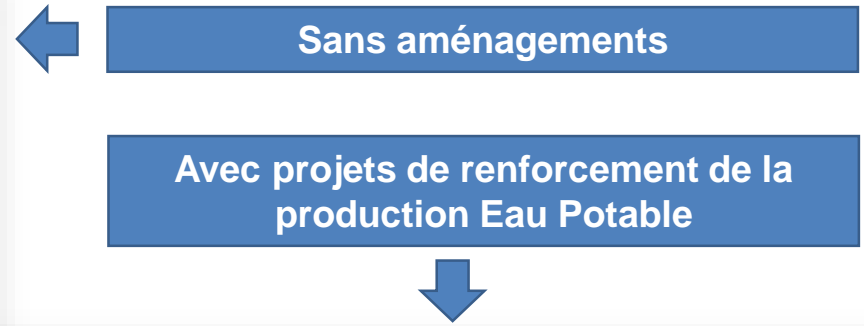 Sans aménagements
Avec projets de renforcement de la
production Eau Potable